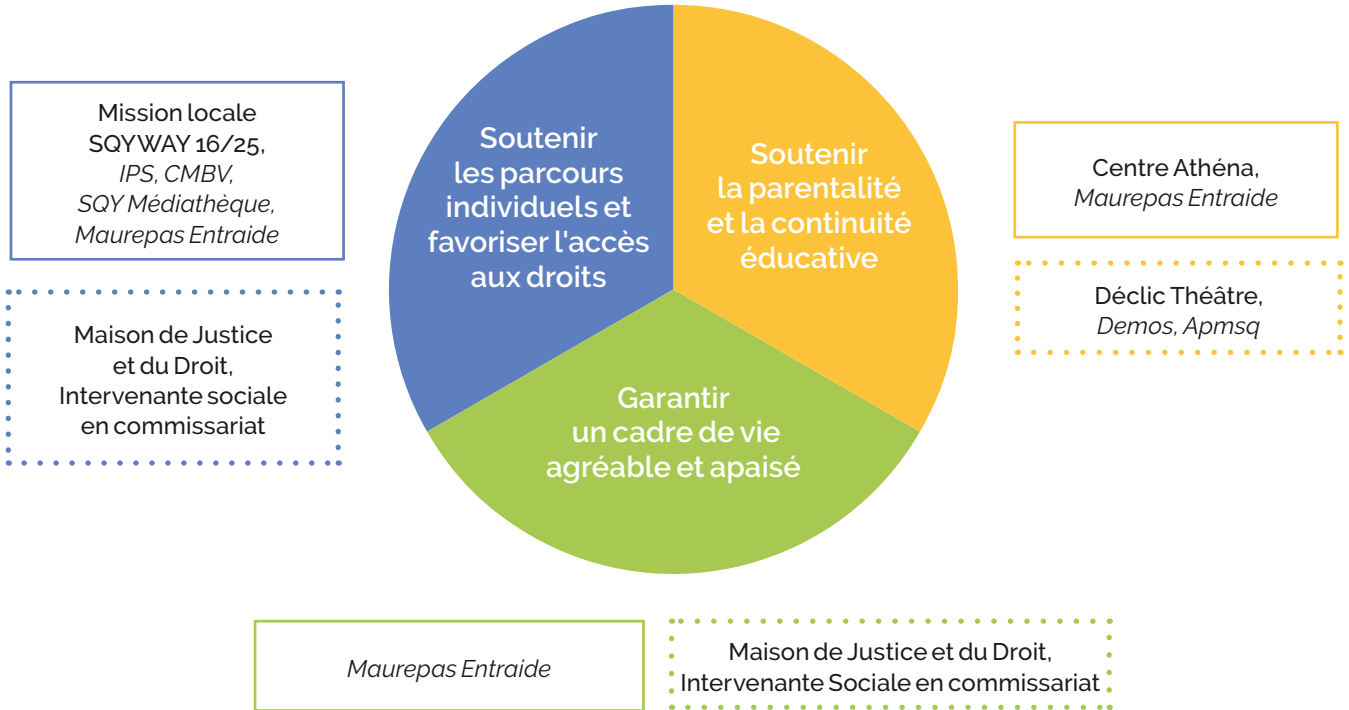 Mission locale
SQYWAY 16/25,
IPS, CMBV,
SQY Médiathèque,
Maurepas Entraide
Maison de Justice
et du Droit,
Intervenante sociale
en commissariat
Soutenir
les parcours
individuels et
favoriser l'accès
aux droits
Soutenir
la parentalité
et la continuité
éducative
Garantir
un cadre de vie
agréable et apaisé
Centre Athéna,
Maurepas Entraide
Déclic Théâtre,
Demos, Apmsq
Maurepas Entraide
Maison de Justice et du Droit,
Intervenante Sociale en commissariat